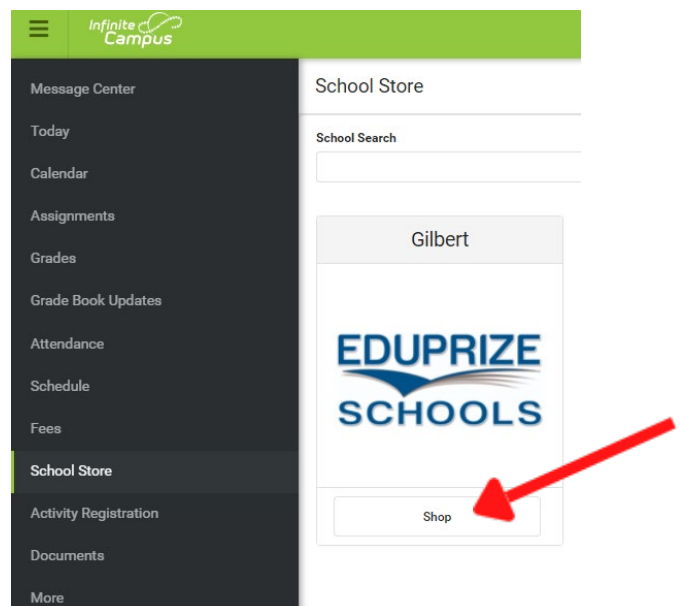 Infinite
Campus
Message Center
Today
Calendar
Assignments
Grades
Grade Book Updates
Attendance
Schedule
Fees
School Store
Activity Registration
Documents
More
School Store
School Search
Gilbert
EDUPRIZE
SCHOOLS
Shop